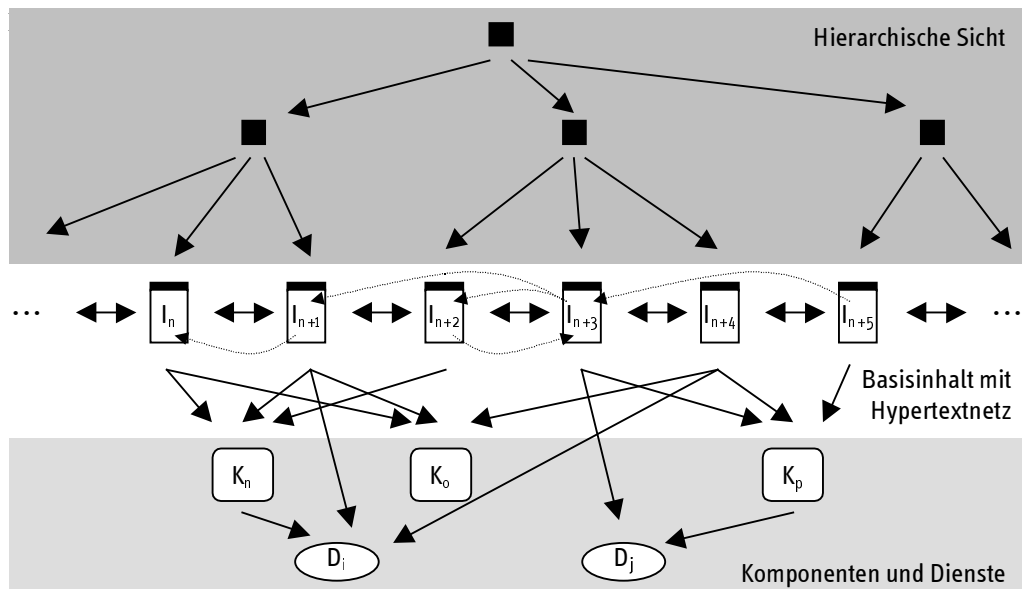 Hierarchische Sicht
... Iₙ Iₙ₊₁ Iₙ₊₂ Iₙ₊₃ Iₙ₊₄ Iₙ₊₅ ...
Basisinhalt mit
Hypertextnetz
Kₙ Kₒ Kₚ
Dᵢ Dⱼ
Komponenten und Dienste